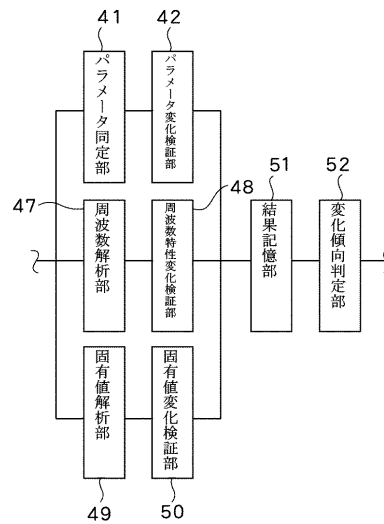 41
42
パラメータ同定部
パラメータ変化検証部
47
48
51
52
周波数解析部
周波数特性変化検証部
結果記憶部
変化傾向判定部
固有値解析部
固有値変化検証部
49
50